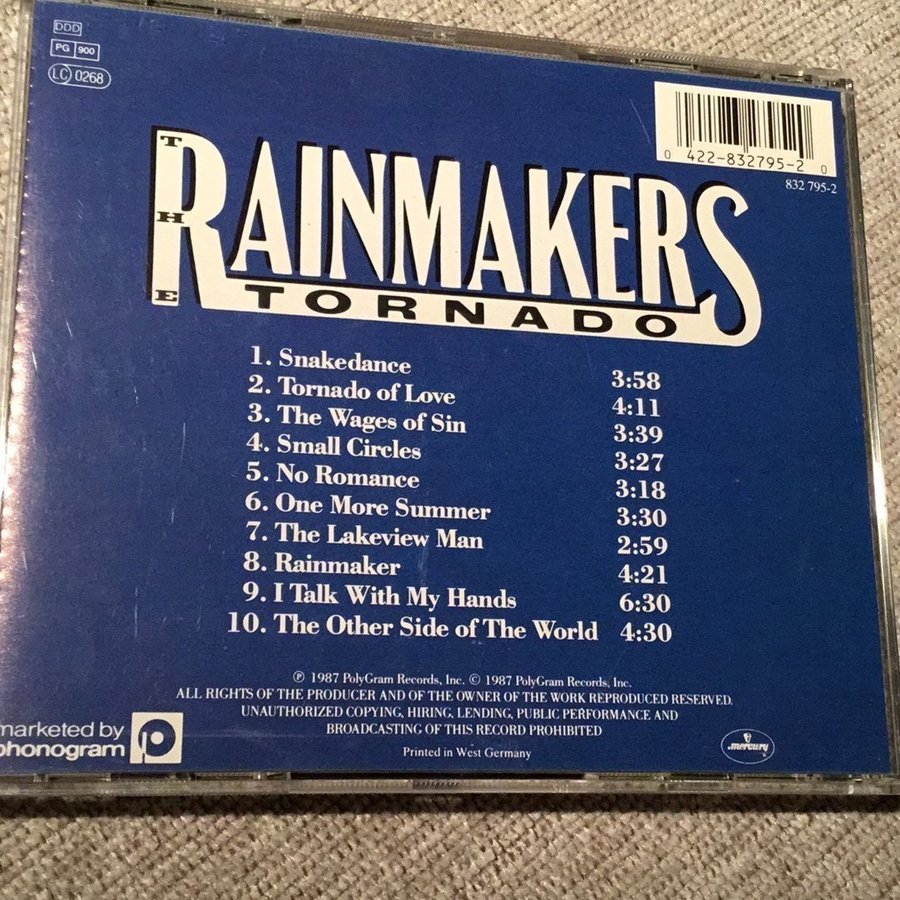 DDD
PG 900
LC 0268
0 422-832795-2 0
832 795-2
THE
RAINMAKERS
TORNADO
1. Snakedance 3:58
2. Tornado of Love 4:11
3. The Wages of Sin 3:39
4. Small Circles 3:27
5. No Romance 3:18
6. One More Summer 3:30
7. The Lakeview Man 2:59
8. Rainmaker 4:21
9. I Talk With My Hands 6:30
10. The Other Side of The World 4:30
℗ 1987 PolyGram Records, Inc. © 1987 PolyGram Records, Inc.
ALL RIGHTS OF THE PRODUCER AND OF THE OWNER OF THE WORK REPRODUCED RESERVED.
UNAUTHORIZED COPYING, HIRING, LENDING, PUBLIC PERFORMANCE AND
BROADCASTING OF THIS RECORD PROHIBITED
Printed in West Germany
marketed by
phonogram
mercury